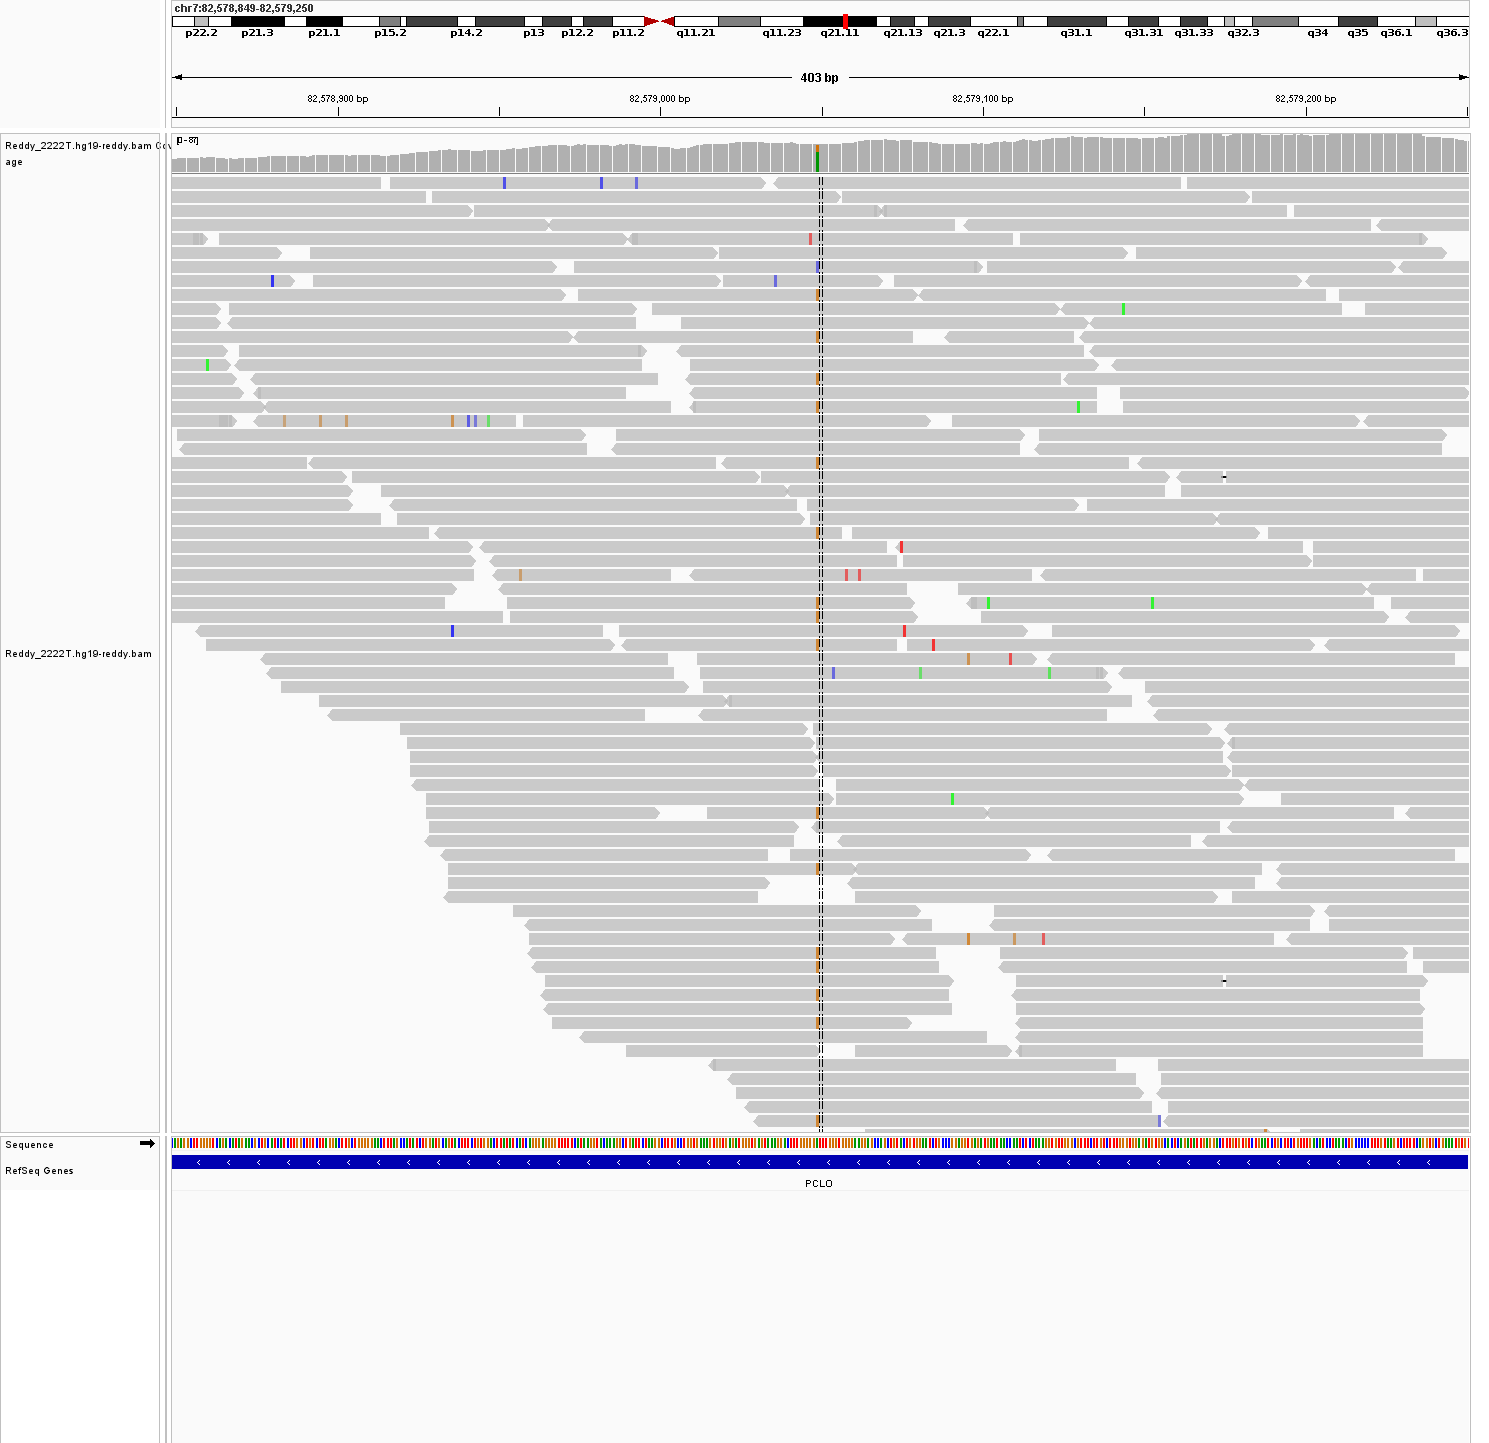 chr7:82,578,849-82,579,250
p22.2 p21.3 p21.1 p15.2 p14.2 p13 p12.2 p11.2 q11.21 q11.23 q21.11 q21.13 q21.3 q22.1 q31.1 q31.31 q31.33 q32.3 q34 q35 q36.1 q36.3
403 bp
82,578,900 bp 82,579,000 bp 82,579,100 bp 82,579,200 bp
[0 - 87]
Reddy_2222T.hg19-reddy.bam Cov
age
Reddy_2222T.hg19-reddy.bam
Sequence
RefSeq Genes
PCLO